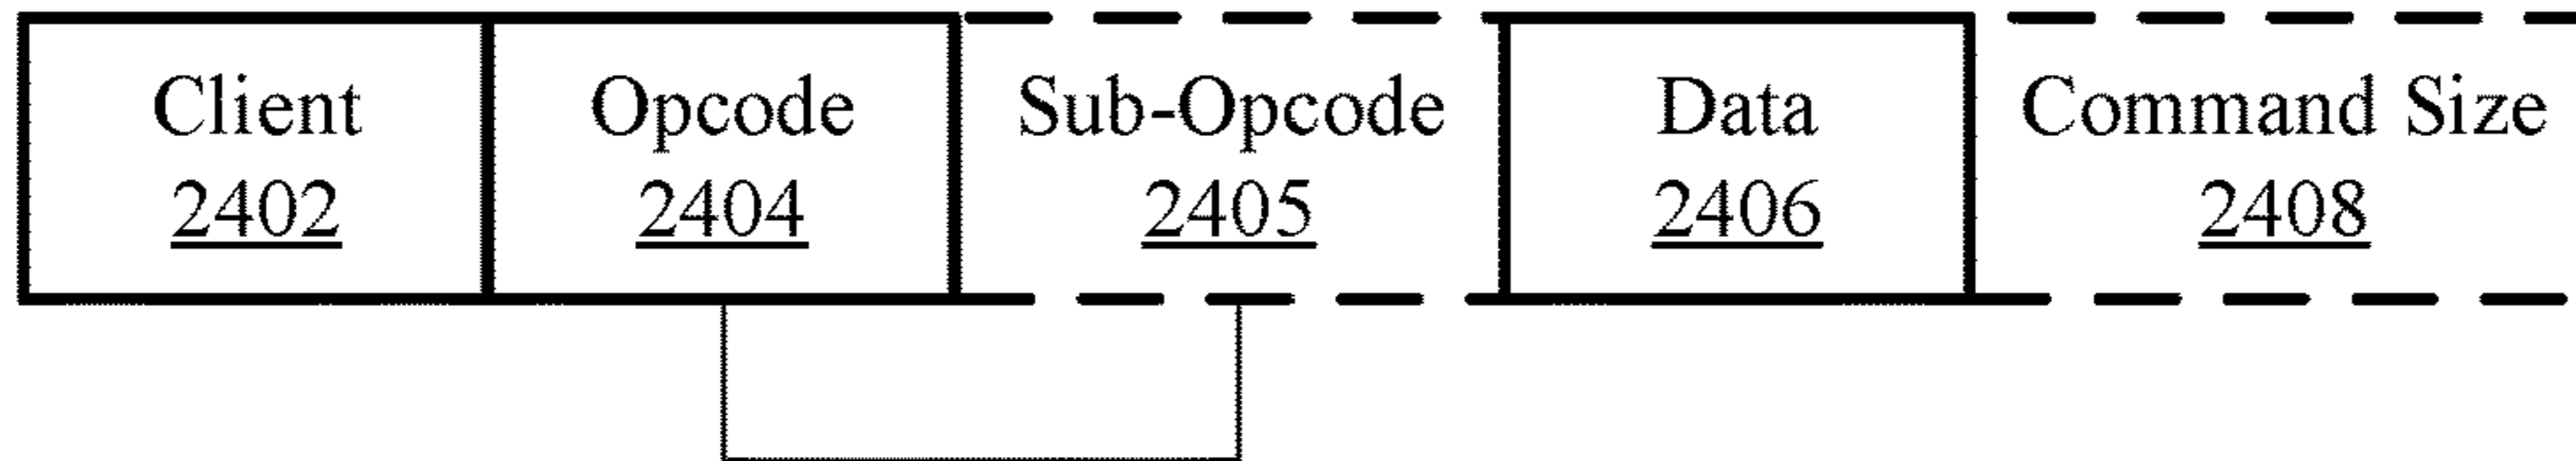 Client
2402
Opcode
2404
Sub-Opcode
2405
Data
2406
Command Size
2408